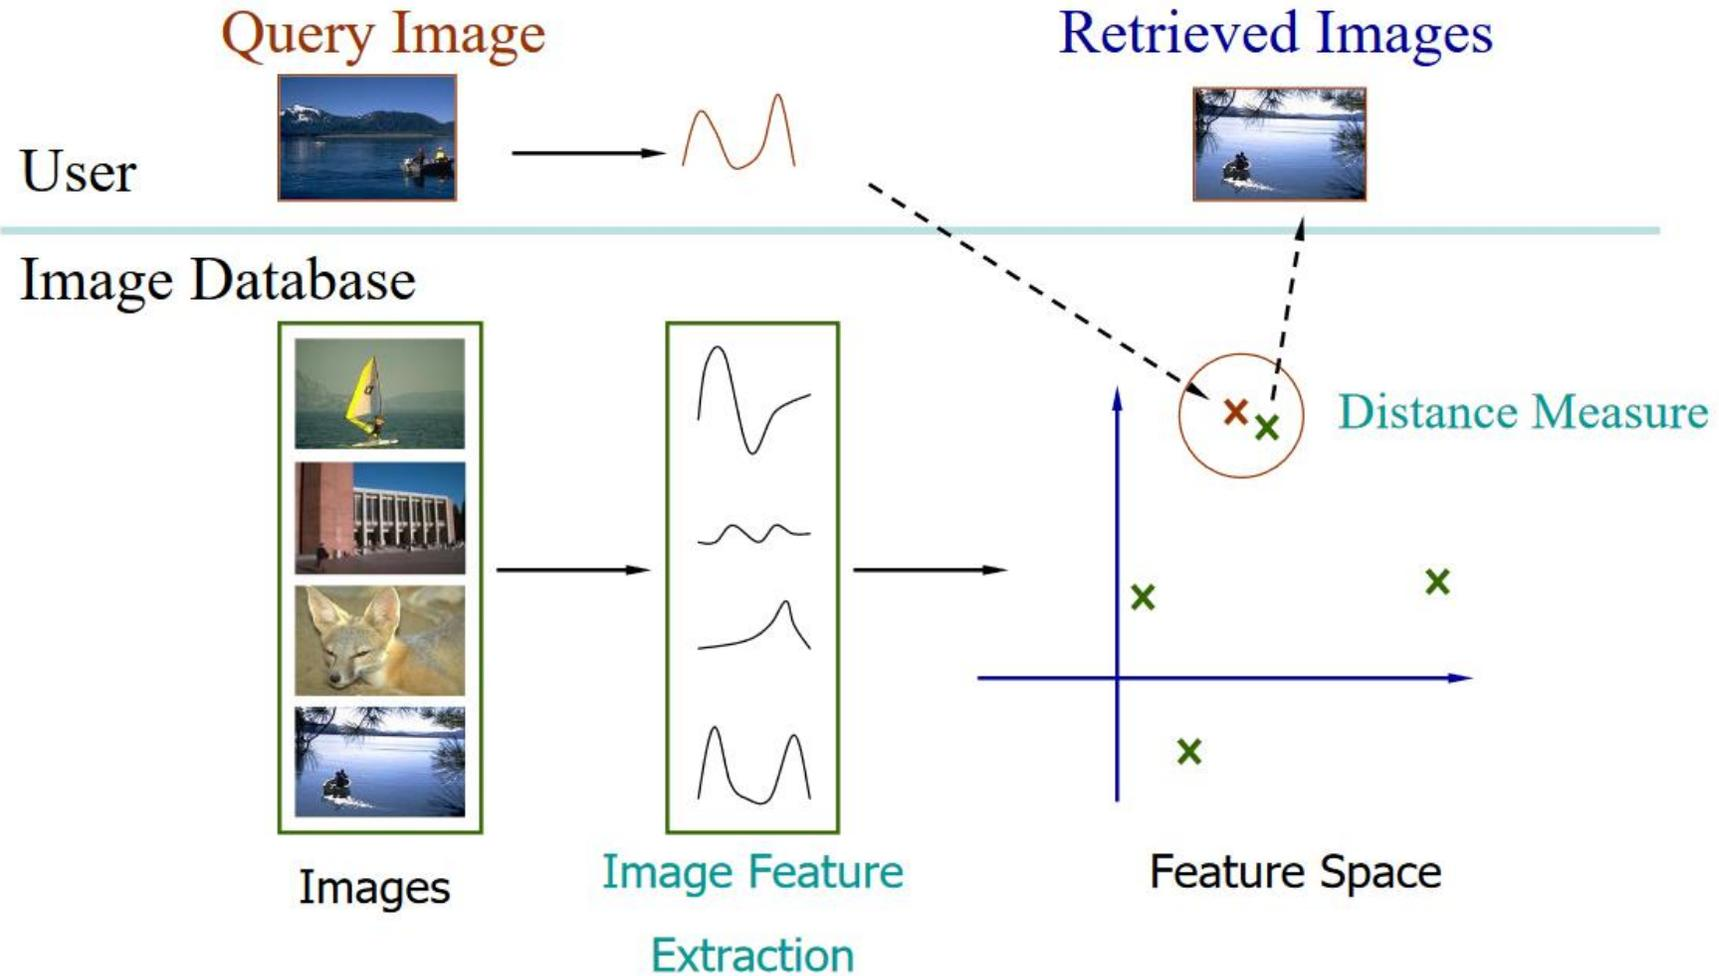 Query Image
Retrieved Images
User
Image Database
Distance Measure
Images
Image Feature
Extraction
Feature Space